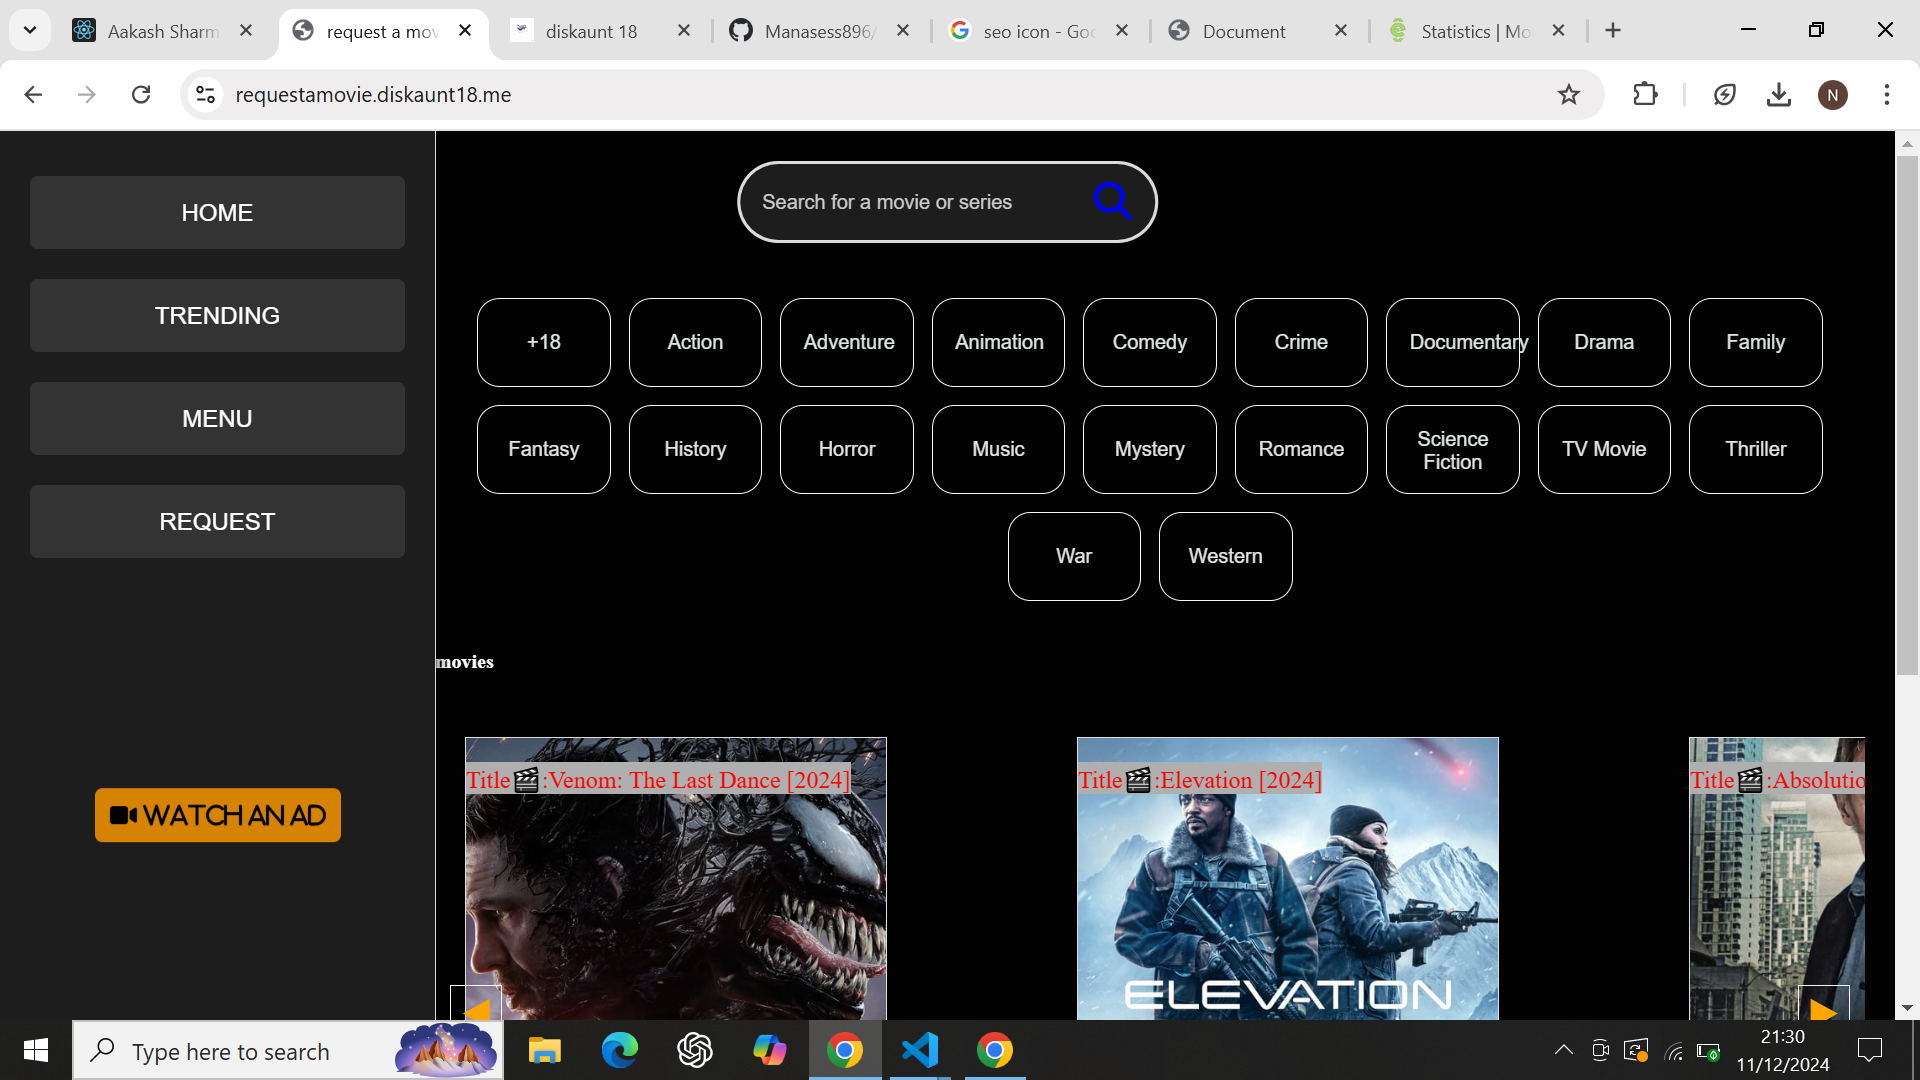 Aakash Sharm
request a mov
diskaunt 18
Manasess896/
seo icon - Goo
Document
Statistics | Mo
requestamovie.diskaunt18.me
N
HOME
TRENDING
MENU
REQUEST
WATCH AN AD
Search for a movie or series
+18 Action Adventure Animation Comedy Crime Documentary Drama Family
Fantasy History Horror Music Mystery Romance Science Fiction TV Movie Thriller
War Western
movies
Title🎬:Venom: The Last Dance [2024]
Title🎬:Elevation [2024]
Title🎬:Absolutio
ELEVATION
Type here to search
21:30
11/12/2024